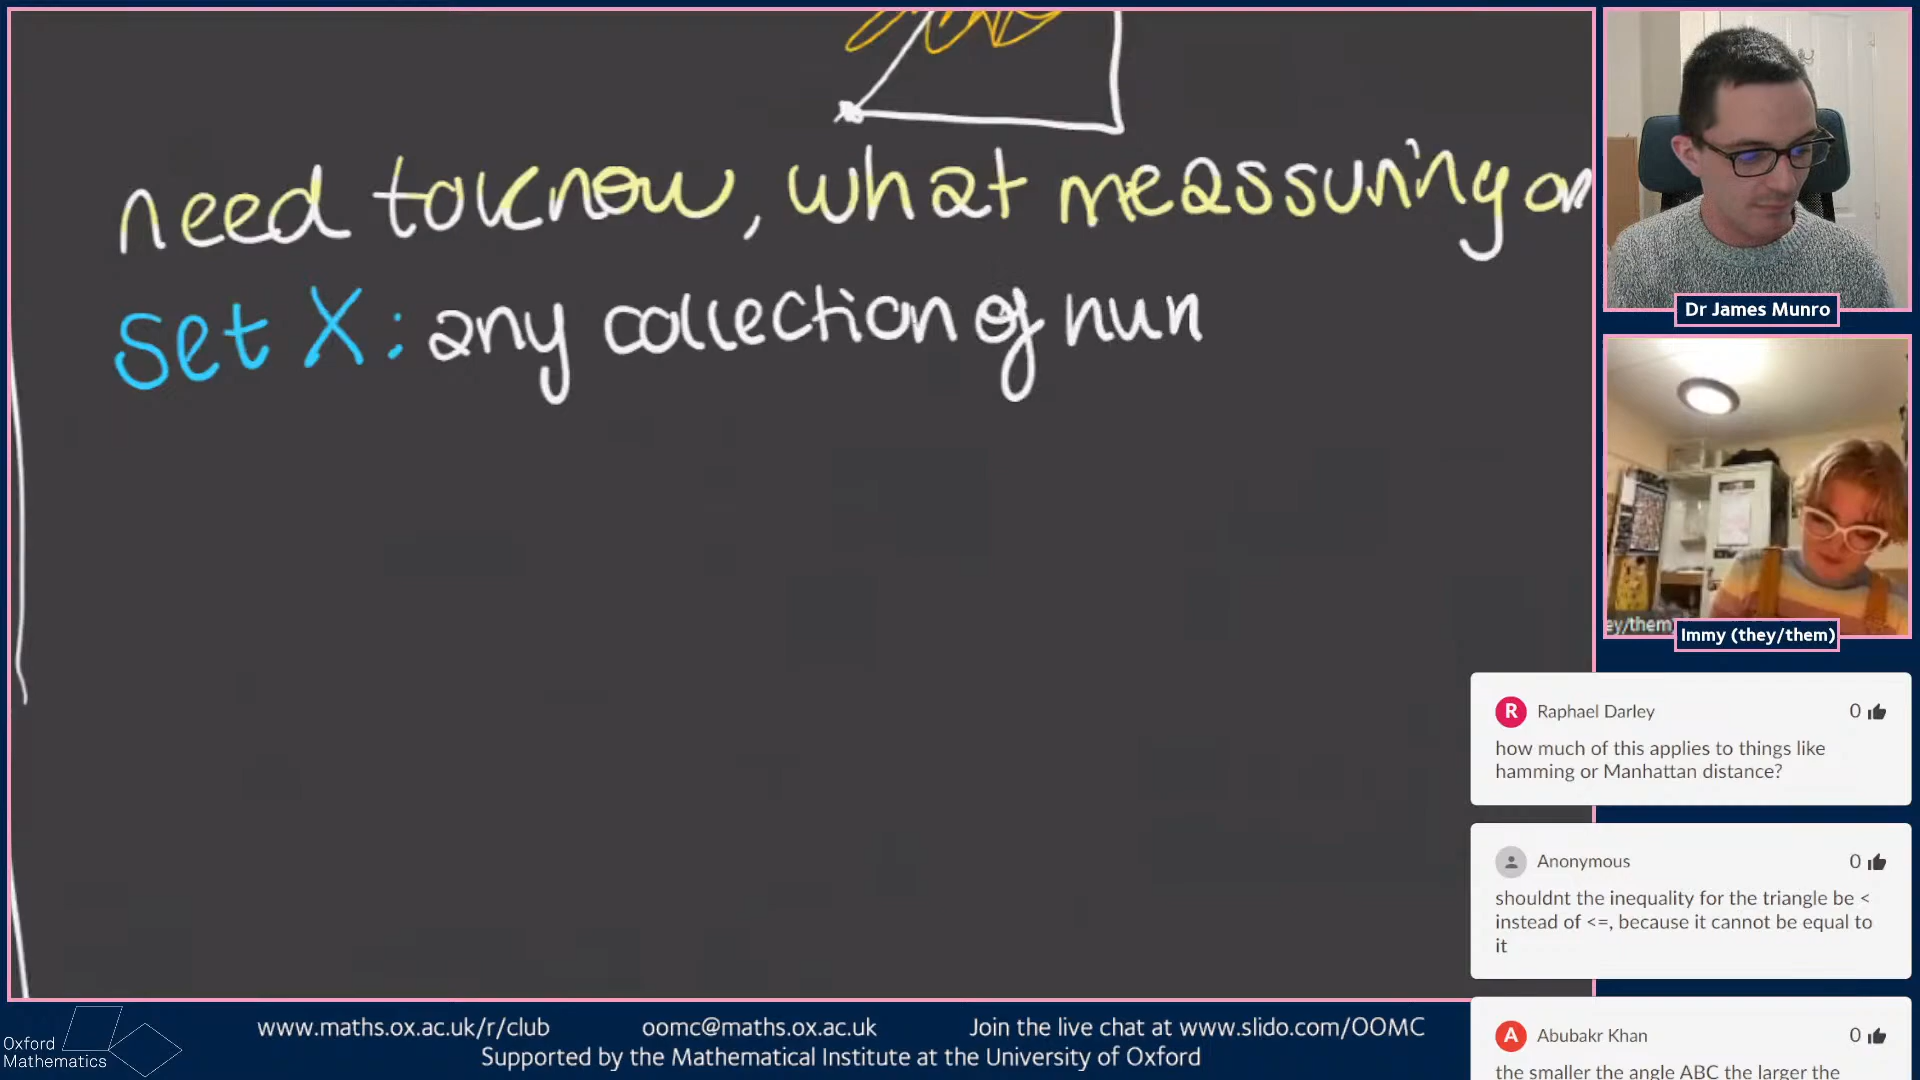 need to know, what meassuring on
set X: any collection of nun
Dr James Munro
ey/them)
Immy (they/them)
R Raphael Darley 0
how much of this applies to things like
hamming or Manhattan distance?
Anonymous 0
shouldnt the inequality for the triangle be <
instead of <=, because it cannot be equal to
it
A Abubakr Khan 0
the smaller the angle ABC the larger the
Oxford
Mathematics
www.maths.ox.ac.uk/r/club oomc@maths.ox.ac.uk Join the live chat at www.slido.com/OOMC
Supported by the Mathematical Institute at the University of Oxford